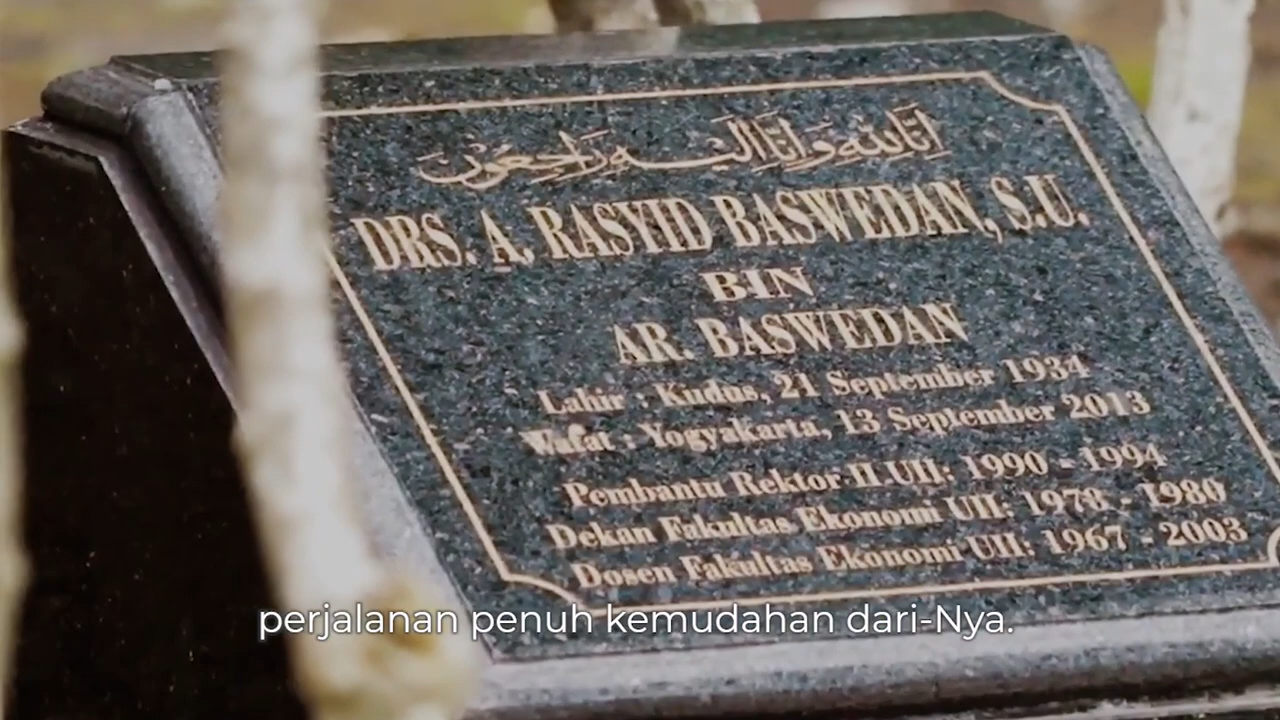 إنا لله وإنا إليه راجعون
DRS. A. RASYID BASWEDAN, S.U.
BIN
AR. BASWEDAN
Lahir : Kudus, 21 September 1934
Wafat : Yogyakarta, 13 September 2013
Pembantu Rektor II UII: 1990 - 1994
Dekan Fakultas Ekonomi UII: 1978 - 1980
Dosen Fakultas Ekonomi UII: 1967 - 2003
perjalanan penuh kemudahan dari-Nya.